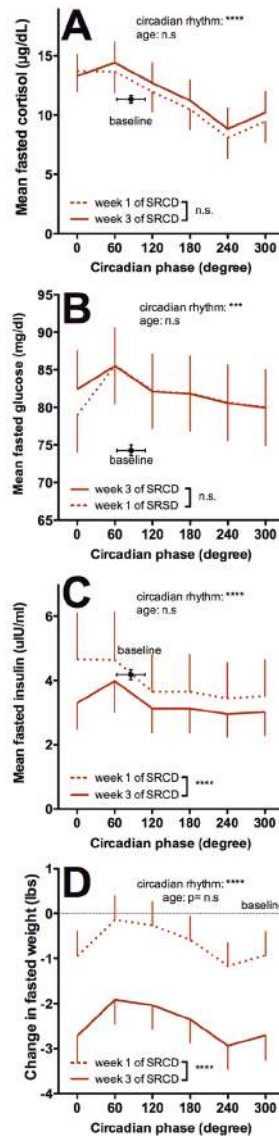 A
circadian rhythm: ****
age: n.s
Mean fasted cortisol (µg/dL)
15
10
5
0
baseline
week 1 of SRCD
week 3 of SRCD
n.s.
0 60 120 180 240 300
Circadian phase (degree)
B
circadian rhythm: ***
age: n.s
Mean fasted glucose (mg/dl)
95
90
85
80
75
70
65
baseline
week 3 of SRCD
week 1 of SRSD
n.s.
0 60 120 180 240 300
Circadian phase (degree)
C
circadian rhythm: ****
age: n.s
Mean fasted insulin (uIU/ml)
6
4
2
0
baseline
week 1 of SRCD
week 3 of SRCD
****
0 60 120 180 240 300
Circadian phase (degree)
D
circadian rhythm: ****
age: p= n.s
baseline
Change in fasted weight (lbs)
1
0
-1
-2
-3
-4
week 1 of SRCD
week 3 of SRCD
****
0 60 120 180 240 300
Circadian phase (degree)